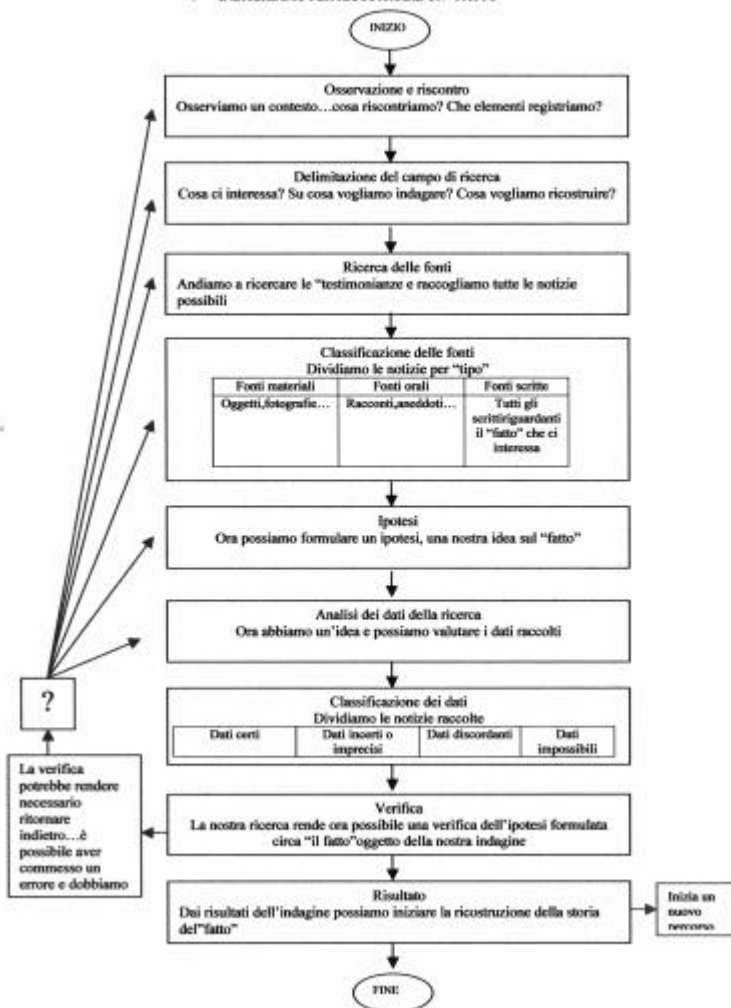 INIZIO
Osservazione e riscontro
Osserviamo un contesto...cosa riscontriamo? Che elementi registriamo?
Delimitazione del campo di ricerca
Cosa ci interessa? Su cosa vogliamo indagare? Cosa vogliamo ricostruire?
Ricerca delle fonti
Andiamo a ricercare le "testimonianze e raccogliamo tutte le notizie
possibili
Classificazione delle fonti
Dividiamo le notizie per "tipo"
Fonti materiali
Fonti orali
Fonti scritte
Oggetti,fotografie...
Racconti,aneddoti...
Tutti gli
scrittiriguardanti
il "fatto" che ci
interessa
Ipotesi
Ora possiamo formulare un ipotesi, una nostra idea sul "fatto"
Analisi dei dati della ricerca
Ora abbiamo un'idea e possiamo valutare i dati raccolti
?
Classificazione dei dati
Dividiamo le notizie raccolte
Dati certi
Dati incerti o
imprecisi
Dati discordanti
Dati
impossibili
La verifica
potrebbe rendere
necessario
ritornare
indietro...è
possibile aver
commesso un
errore e dobbiamo
Verifica
La nostra ricerca rende ora possibile una verifica dell'ipotesi formulata
circa "il fatto"oggetto della nostra indagine
Risultato
Dai risultati dell'indagine possiamo iniziare la ricostruzione della storia
del"fatto"
Inizia un
nuovo
percorso
FINE